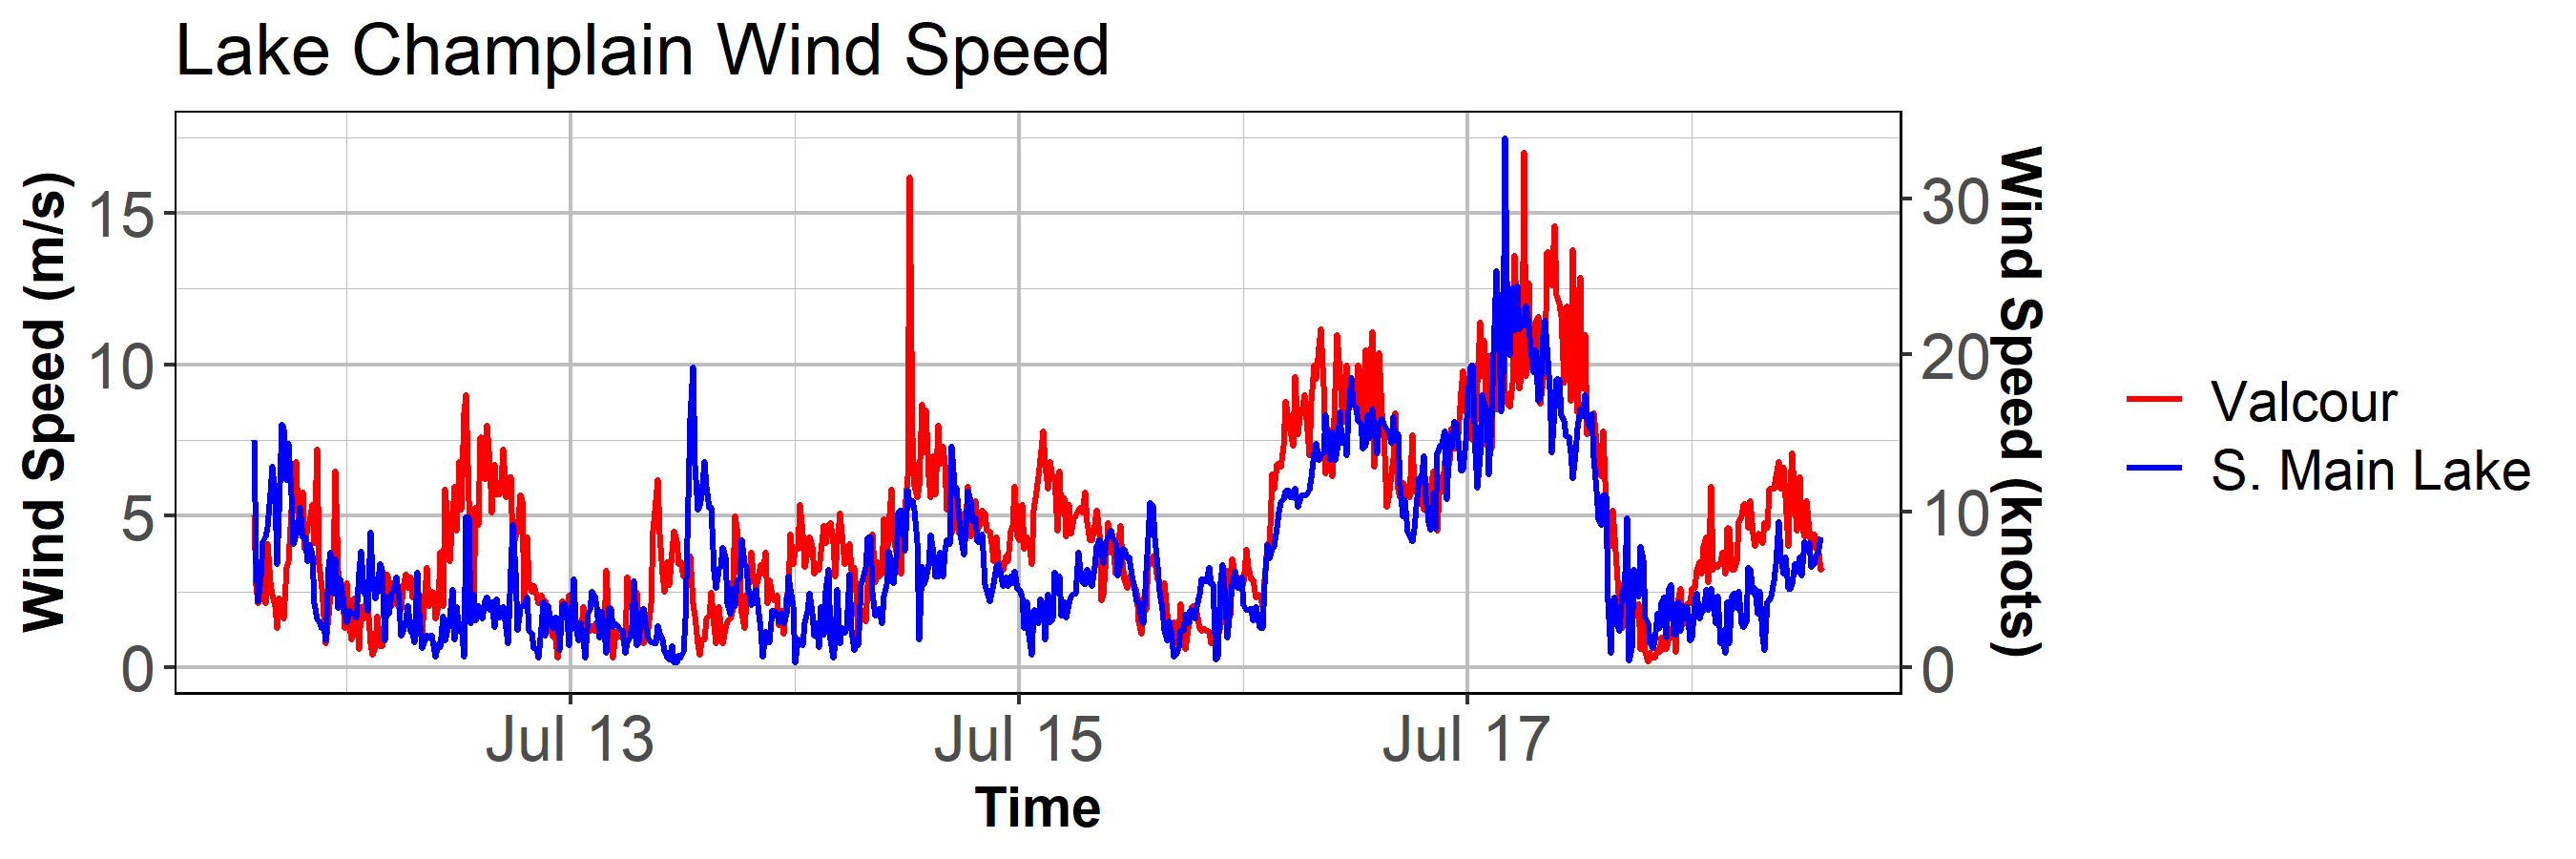 Lake Champlain Wind Speed
Wind Speed (m/s)
15
10
5
0
30
20
10
0
Wind Speed (knots)
Jul 13
Jul 15
Jul 17
Time
Valcour
S. Main Lake